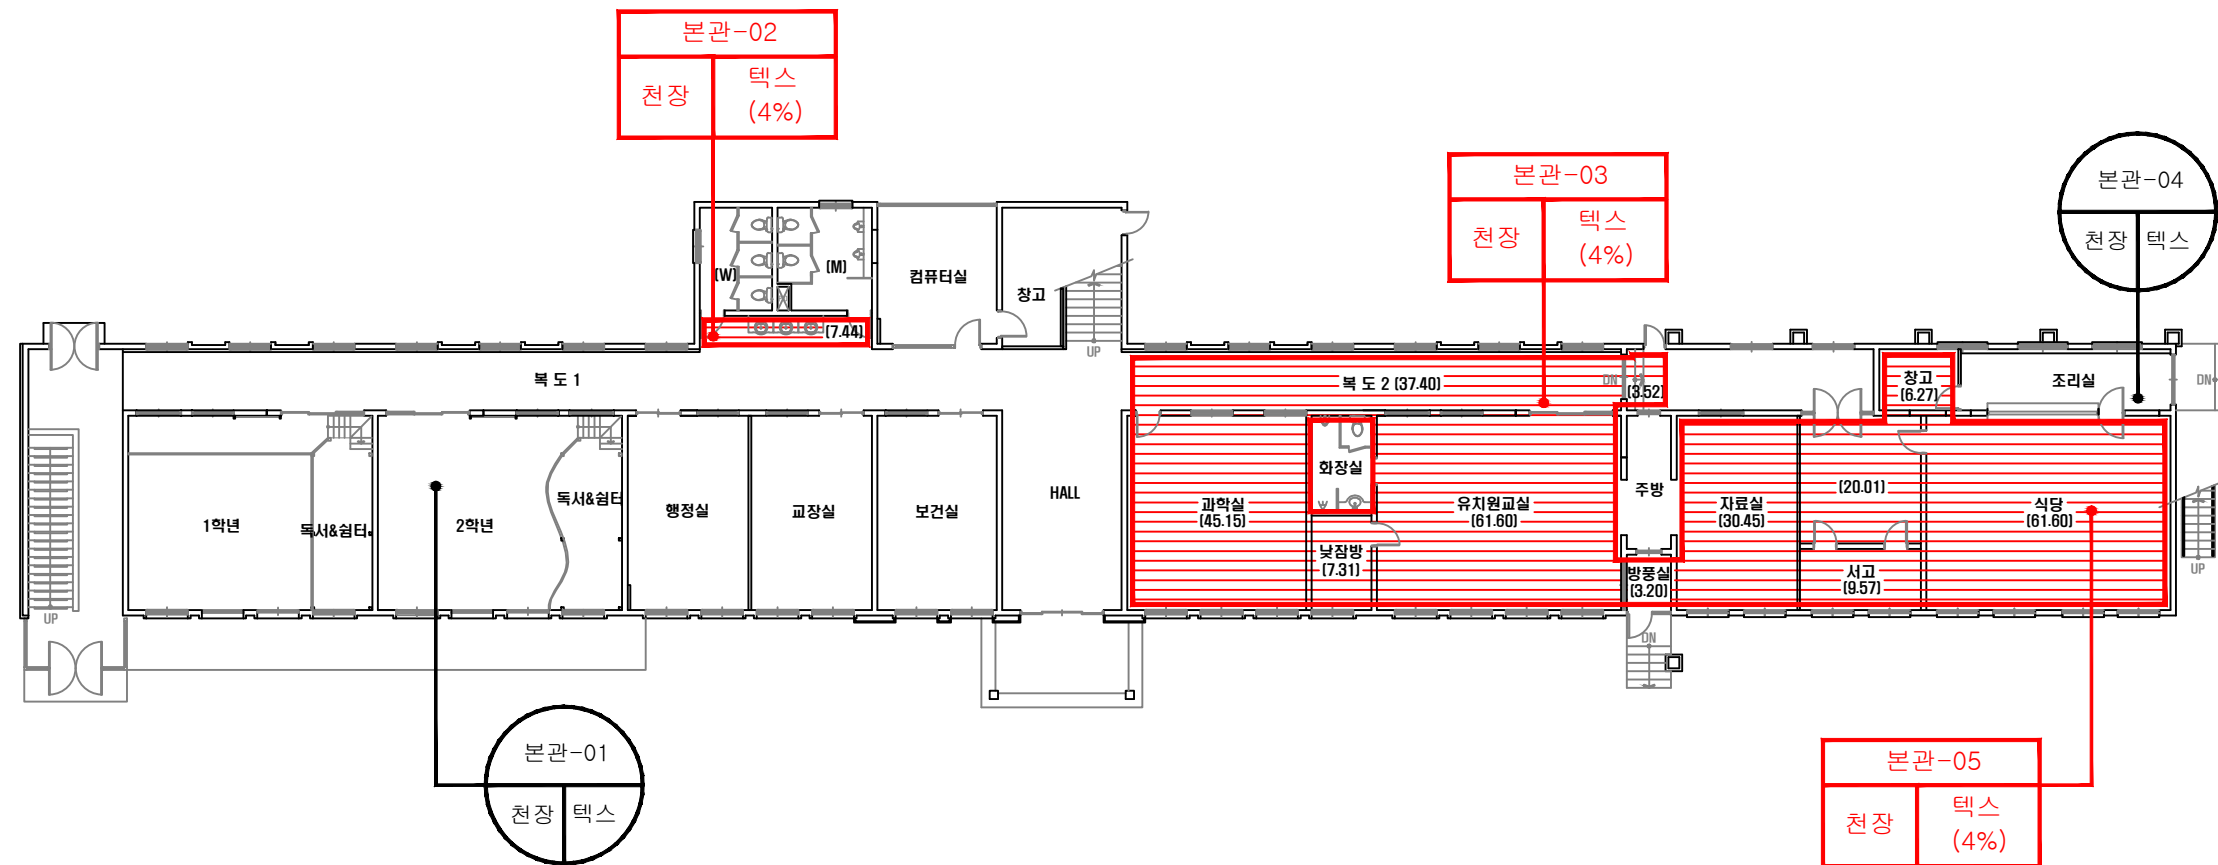 본관-02
천장
텍스
(4%)
본관-03
천장
텍스
(4%)
본관-04
천장
텍스
(W)
(M)
컴퓨터실
창고
UP
(7.44)
복 도 1
복 도 2 (37.40)
DN
(3.52)
창고
(6.27)
조리실
DN
1학년
독서&쉼터
2학년
독서&쉼터
행정실
교장실
보건실
HALL
과학실
(45.15)
화장실
낮잠방
(7.31)
유치원교실
(61.60)
주방
방풍실
(3.20)
자료실
(30.45)
(20.01)
서고
(9.57)
식당
(61.60)
UP
UP
DN
본관-01
천장
텍스
본관-05
천장
텍스
(4%)